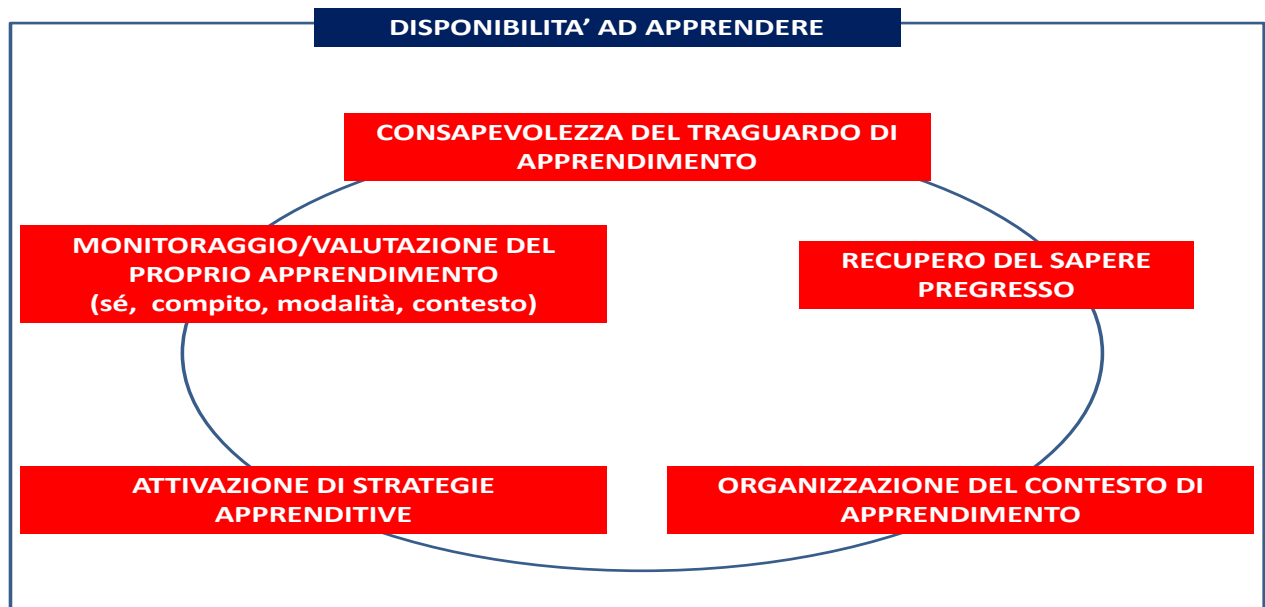 DISPONIBILITA’ AD APPRENDERE
CONSAPEVOLEZZA DEL TRAGUARDO DI
APPRENDIMENTO
MONITORAGGIO/VALUTAZIONE DEL
PROPRIO APPRENDIMENTO
(sé, compito, modalità, contesto)
RECUPERO DEL SAPERE
PREGRESSO
ATTIVAZIONE DI STRATEGIE
APPRENDITIVE
ORGANIZZAZIONE DEL CONTESTO DI
APPRENDIMENTO